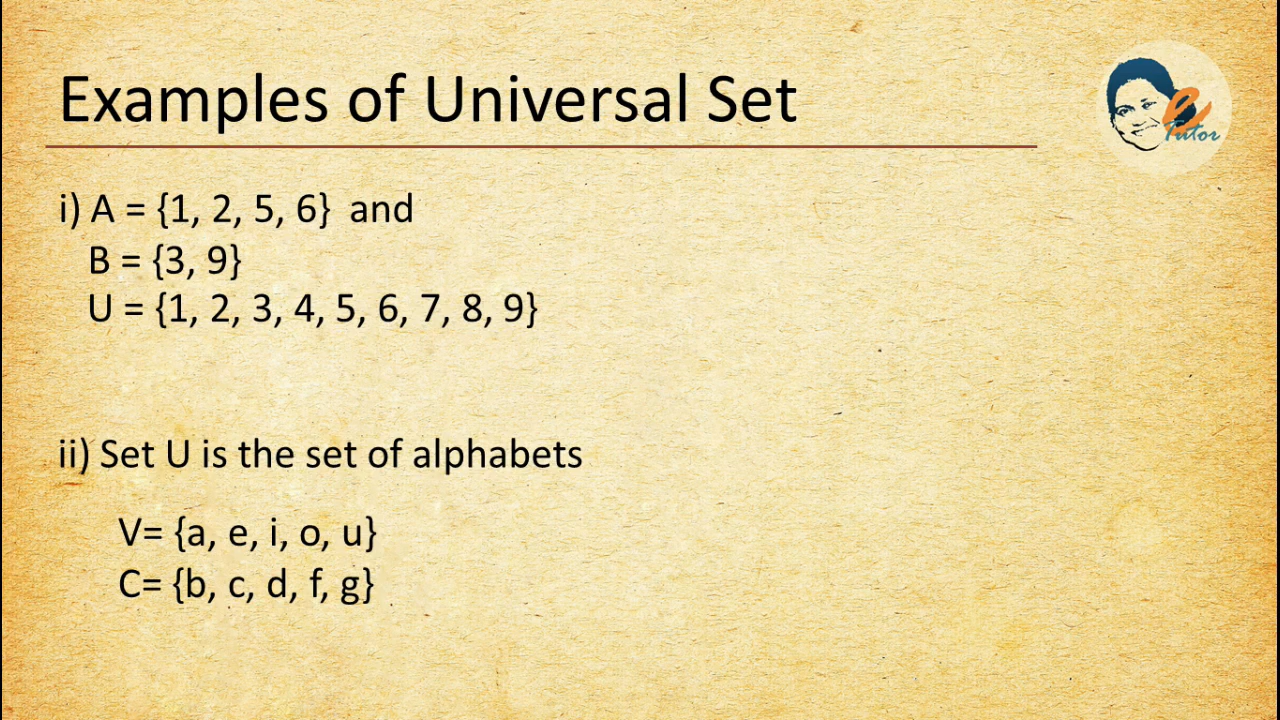 Examples of Universal Set
e
Tutor
i) A = {1, 2, 5, 6}  and
B = {3, 9}
U = {1, 2, 3, 4, 5, 6, 7, 8, 9}
ii) Set U is the set of alphabets
V= {a, e, i, o, u}
C= {b, c, d, f, g}